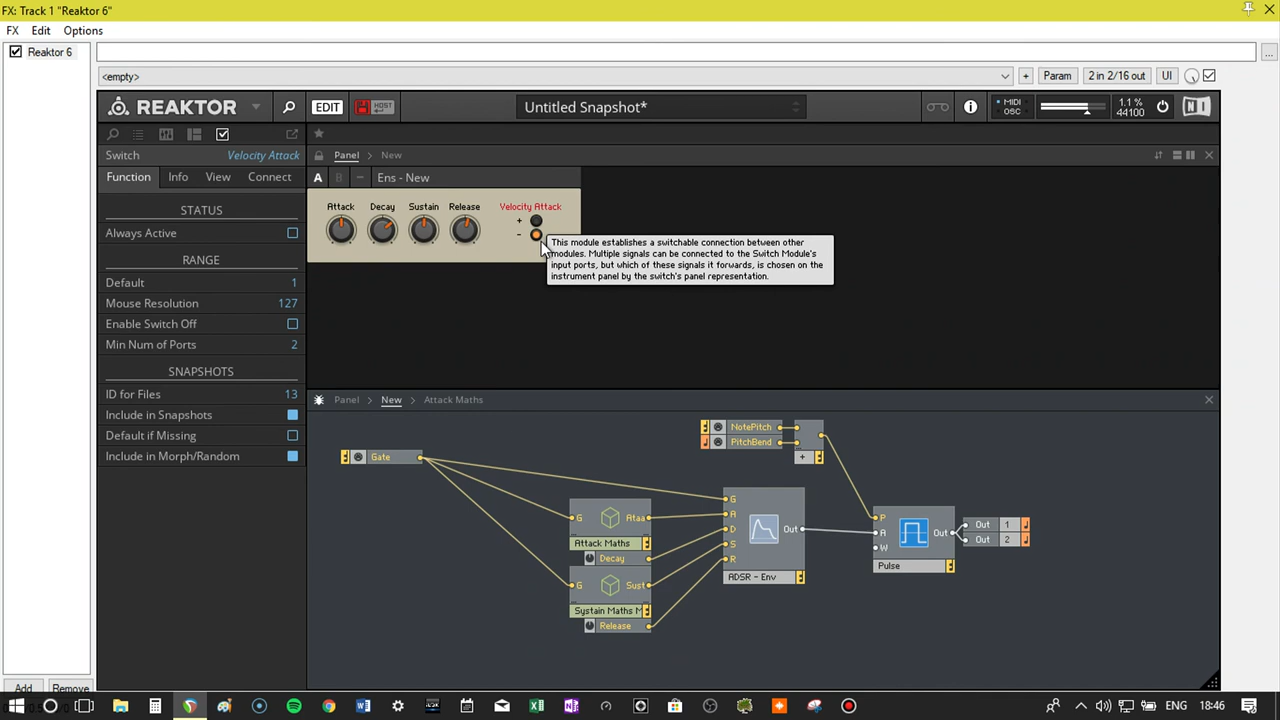 FX: Track 1 "Reaktor 6"
FX Edit Options
Reaktor 6
...
<empty>
+ Param 2 in 2/16 out UI
REAKTOR EDIT HOST Untitled Snapshot* i MIDI OSC 1.1 % 44100 NI
Switch Velocity Attack
Panel New
Function Info View Connect
A B Ens - New
STATUS
Always Active
RANGE
Default 1
Mouse Resolution 127
Enable Switch Off
Min Num of Ports 2
SNAPSHOTS
ID for Files 13
Include in Snapshots
Default if Missing
Include in Morph/Random
Attack Decay Sustain Release Velocity Attack
+
-
This module establishes a switchable connection between other
modules. Multiple signals can be connected to the Switch Module's
input ports, but which of these signals it forwards, is chosen on the
instrument panel by the switch's panel representation.
Panel New Attack Maths
NotePitch
PitchBend
+
Gate
G Ataa
Attack Maths
Decay
G Sust
Systain Maths M
Release
G
A
D Out
S
R
ADSR - Env
P
A Out
W
Pulse
Out 1
Out 2
Add Remove
ENG 18:46